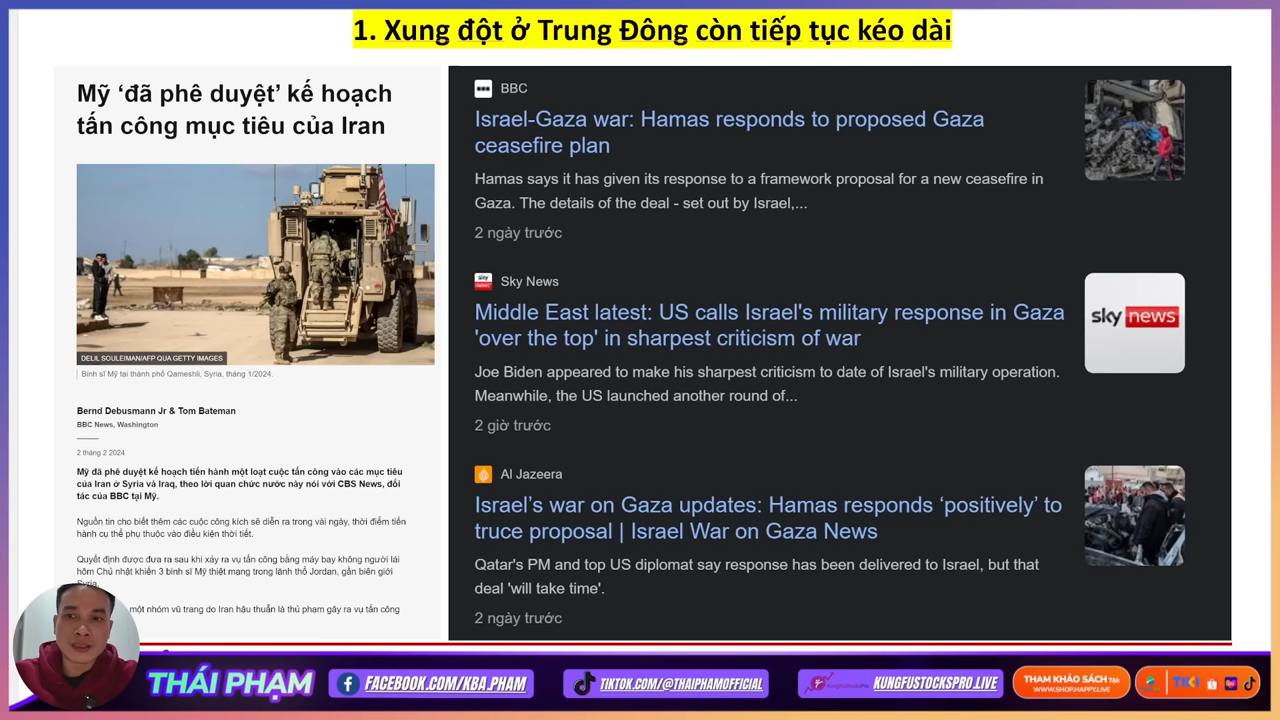 1. Xung đột ở Trung Đông còn tiếp tục kéo dài
Mỹ ‘đã phê duyệt’ kế hoạch
tấn công mục tiêu của Iran
DELIL SOULEIMAN/AFP QUA GETTY IMAGES
Binh sĩ Mỹ tại thành phố Qameshli, Syria, tháng 1/2024.
Bernd Debusmann Jr & Tom Bateman
BBC News, Washington
2 tháng 2 2024
Mỹ đã phê duyệt kế hoạch tiến hành một loạt cuộc tấn công vào các mục tiêu
của Iran ở Syria và Iraq, theo lời quan chức nước này nói với CBS News, đối
tác của BBC tại Mỹ.
Nguồn tin cho biết thêm các cuộc công kích sẽ diễn ra trong vài ngày, thời điểm tiến
hành cụ thể phụ thuộc vào điều kiện thời tiết.
Quyết định được đưa ra sau khi xảy ra vụ tấn công bằng máy bay không người lái
hôm Chủ nhật khiến 3 binh sĩ Mỹ thiệt mạng trong lãnh thổ Jordan, gần biên giới
Syria.
một nhóm vũ trang do Iran hậu thuẫn là thủ phạm gây ra vụ tấn công
BBC
Israel-Gaza war: Hamas responds to proposed Gaza
ceasefire plan
Hamas says it has given its response to a framework proposal for a new ceasefire in
Gaza. The details of the deal - set out by Israel,...
2 ngày trước
Sky News
Middle East latest: US calls Israel's military response in Gaza
'over the top' in sharpest criticism of war
Joe Biden appeared to make his sharpest criticism to date of Israel's military operation.
Meanwhile, the US launched another round of...
2 giờ trước
sky news
Al Jazeera
Israel’s war on Gaza updates: Hamas responds ‘positively’ to
truce proposal | Israel War on Gaza News
Qatar's PM and top US diplomat say response has been delivered to Israel, but that
deal 'will take time'.
2 ngày trước
THÁI PHẠM
FACEBOOK.COM/KBA.PHAM
TIKTOK.COM/@THAIPHAMOFFICIAL
KUNGFUSTOCKSPRO.LIVE
THAM KHẢO SÁCH TẠI:
WWW.SHOP.HAPPY.LIVE